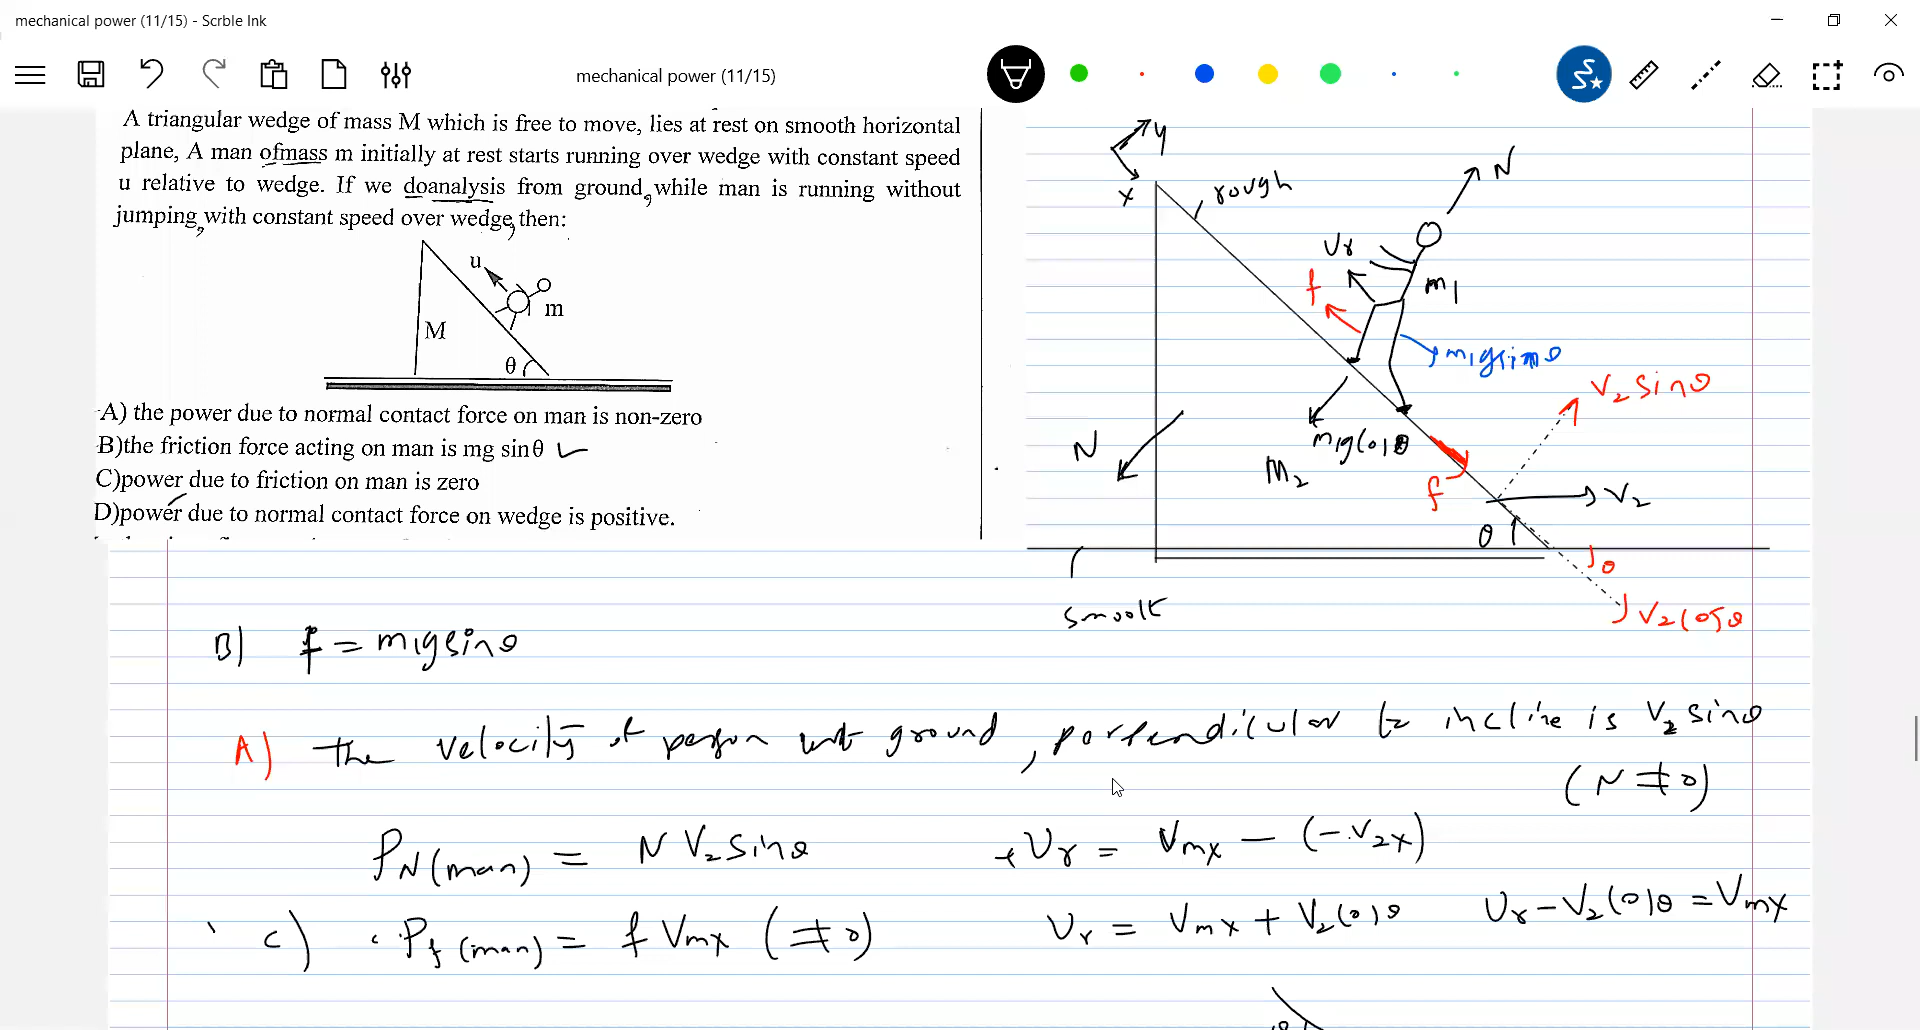 mechanical power (11/15) - Scrble Ink
mechanical power (11/15)
A triangular wedge of mass M which is free to move, lies at rest on smooth horizontal
plane, A man ofmass m initially at rest starts running over wedge with constant speed
u relative to wedge. If we doanalysis from ground, while man is running without
jumping, with constant speed over wedge, then:
u
m
M
θ
A) the power due to normal contact force on man is non-zero
B)the friction force acting on man is mg sinθ ✓
C)power due to friction on man is zero
D)power due to normal contact force on wedge is positive.
y
x
rough
N
Vr
f
m1
m1gsinθ
V2 sinθ
m1gcosθ
N
M2
f
V2
θ
θ
V2cosθ
smooth
B) f = m1gsinθ
A) the velocity of person wrt ground, perpendicular to incline is V2 sinθ
(N ≠ 0)
PN(man) = N V2 sinθ
+Vr = Vmx - (-V2x)
C) Pf(man) = f Vmx (≠0)
Vr = Vmx + V2cosθ
Vr - V2cosθ = Vmx